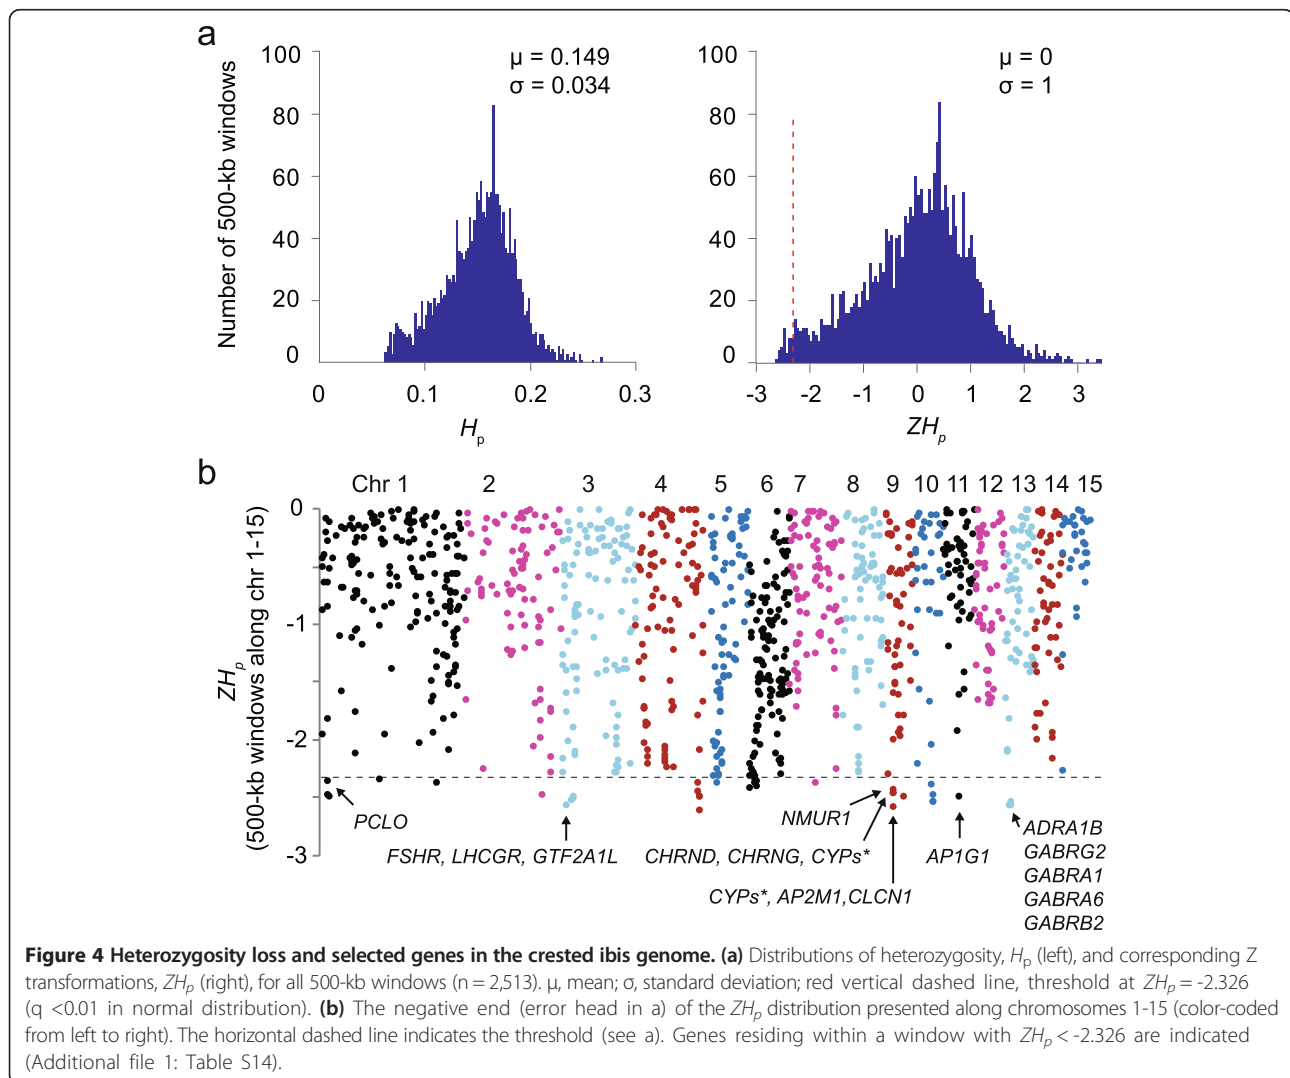 a
100
80
60
40
20
0
Number of 500-kb windows
μ = 0.149
σ = 0.034
0
0.1
0.2
0.3
Hp
100
80
60
40
20
0
μ = 0
σ = 1
-3
-2
-1
0
1
2
3
ZHp
b
Chr 1 2 3 4 5 6 7 8 9 10 11 12 13 14 15
0
-1
-2
-3
ZHp
(500-kb windows along chr 1-15)
PCLO
FSHR, LHCGR, GTF2A1L
NMUR1
CHRND, CHRNG, CYPs*
CYPs*, AP2M1,CLCN1
AP1G1
ADRA1B
GABRG2
GABRA1
GABRA6
GABRB2
Figure 4 Heterozygosity loss and selected genes in the crested ibis genome. (a) Distributions of heterozygosity, Hp (left), and corresponding Z
transformations, ZHp (right), for all 500-kb windows (n = 2,513). μ, mean; σ, standard deviation; red vertical dashed line, threshold at ZHp = -2.326
(q <0.01 in normal distribution). (b) The negative end (error head in a) of the ZHp distribution presented along chromosomes 1-15 (color-coded
from left to right). The horizontal dashed line indicates the threshold (see a). Genes residing within a window with ZHp < -2.326 are indicated
(Additional file 1: Table S14).